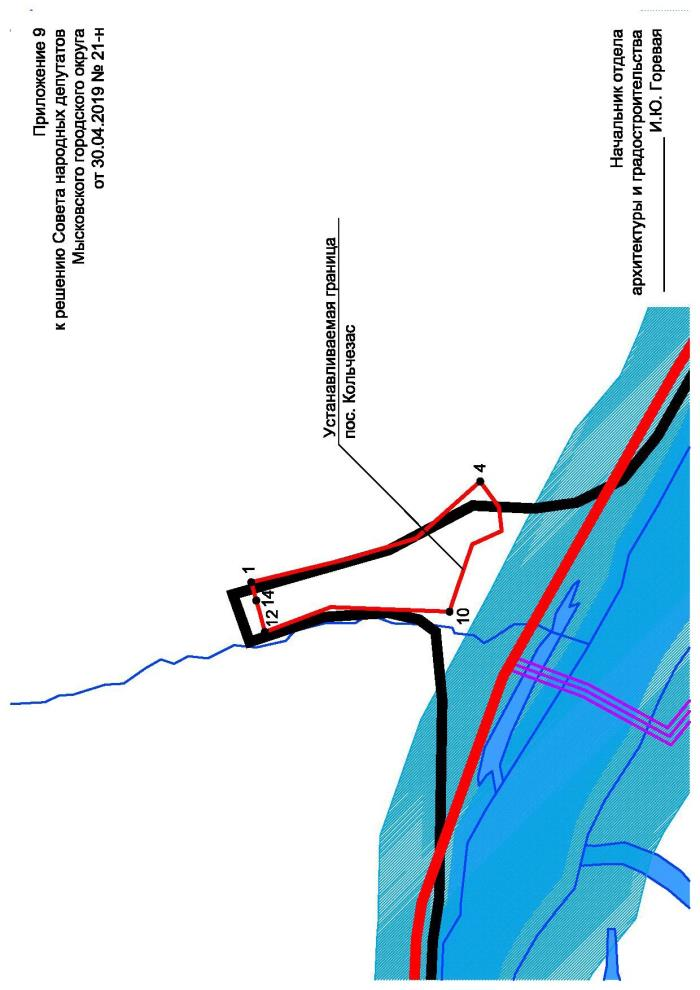 Приложение 9
к решению Совета народных депутатов
Мысковского городского округа
от 30.04.2019 № 21-н
Устанавливаемая граница
пос. Кольчезас
1
14
12
4
10
Начальник отдела
архитектуры и градостроительства
И.Ю. Горевая